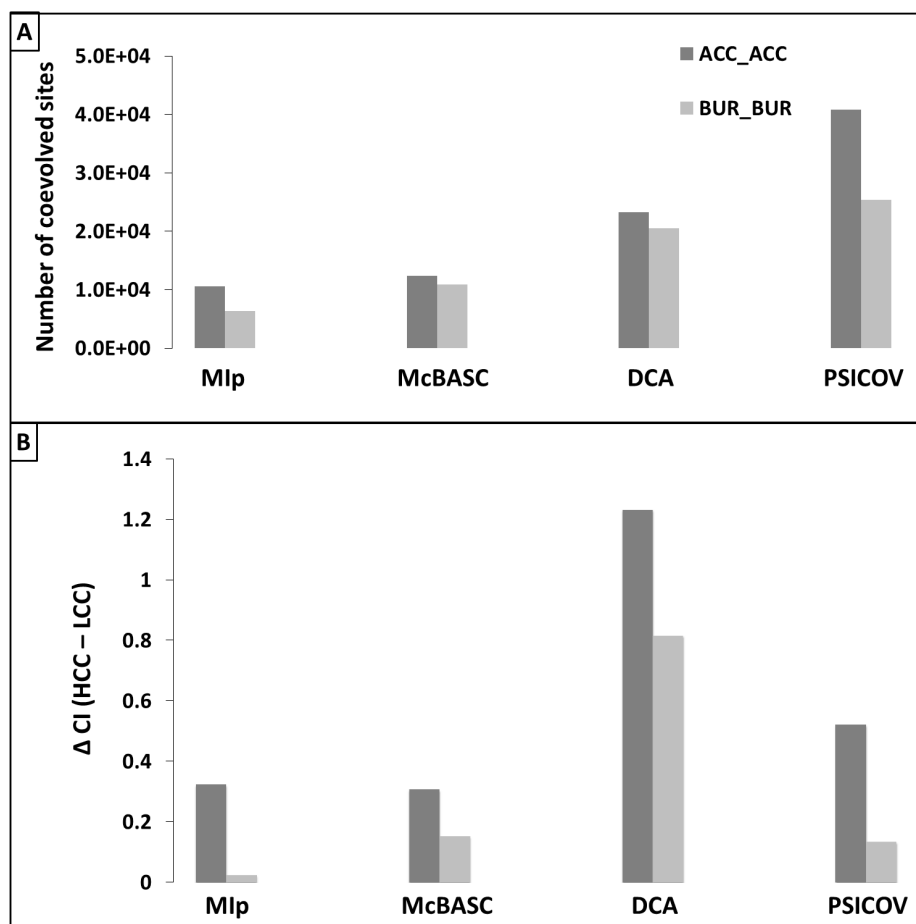 A
Number of coevolved sites
5.0E+04
4.0E+04
3.0E+04
2.0E+04
1.0E+04
0.0E+00
ACC_ACC
BUR_BUR
MIp McBASC DCA PSICOV
B
Δ CI (HCC – LCC)
1.4
1.2
1
0.8
0.6
0.4
0.2
0
MIp McBASC DCA PSICOV